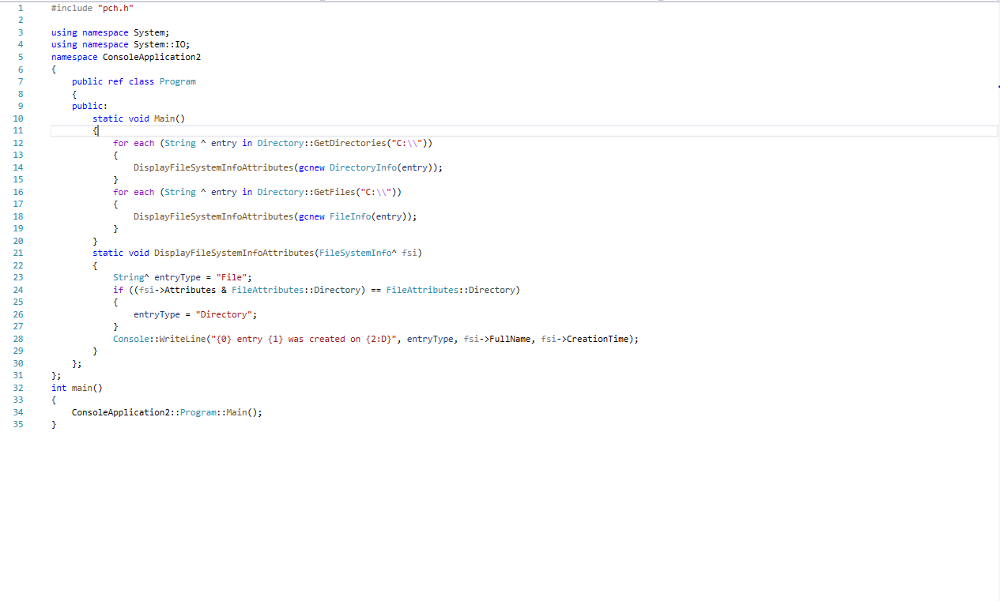 1 #include "pch.h"
2
3 using namespace System;
4 using namespace System::IO;
5 namespace ConsoleApplication2
6 {
7     public ref class Program
8     {
9     public:
10         static void Main()
11         {
12             for each (String ^ entry in Directory::GetDirectories("C:\\"))
13             {
14                 DisplayFileSystemInfoAttributes(gcnew DirectoryInfo(entry));
15             }
16             for each (String ^ entry in Directory::GetFiles("C:\\"))
17             {
18                 DisplayFileSystemInfoAttributes(gcnew FileInfo(entry));
19             }
20         }
21         static void DisplayFileSystemInfoAttributes(FileSystemInfo^ fsi)
22         {
23             String^ entryType = "File";
24             if ((fsi->Attributes & FileAttributes::Directory) == FileAttributes::Directory)
25             {
26                 entryType = "Directory";
27             }
28             Console::WriteLine("{0} entry {1} was created on {2:D}", entryType, fsi->FullName, fsi->CreationTime);
29         }
30     };
31 };
32 int main()
33 {
34     ConsoleApplication2::Program::Main();
35 }